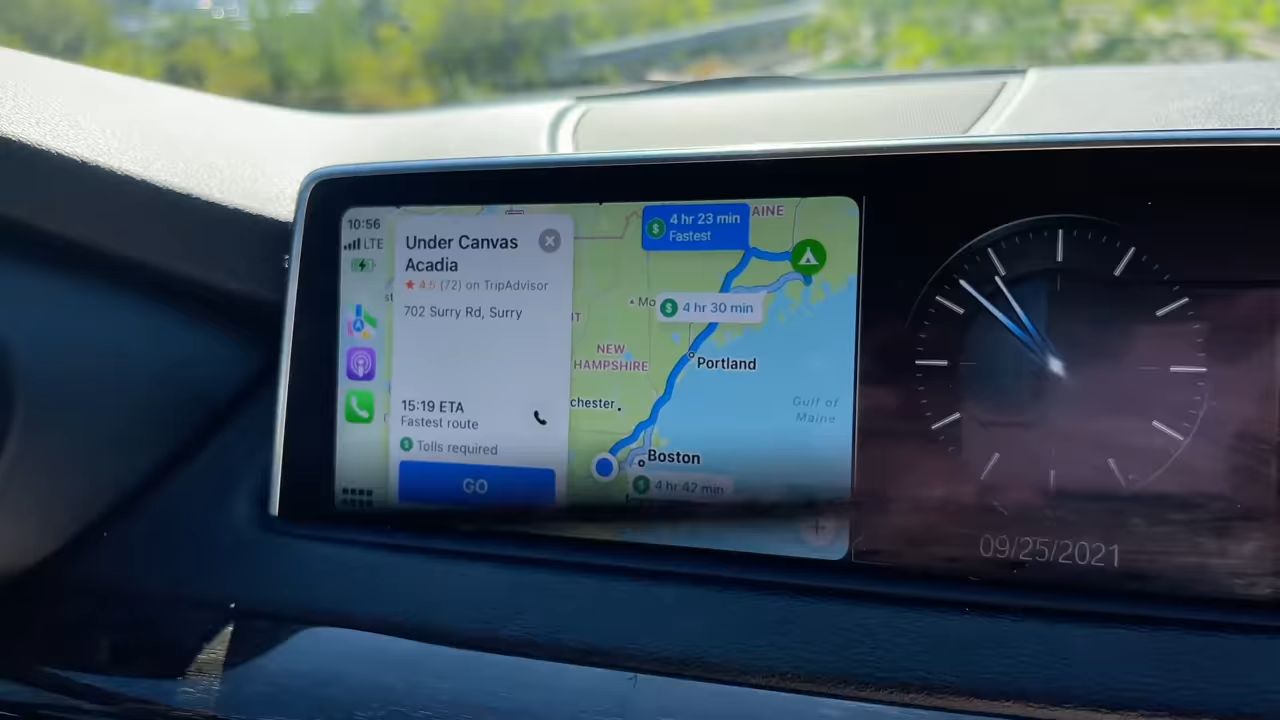 10:56
LTE
Under Canvas
Acadia
4.5 (72) on TripAdvisor
702 Surry Rd, Surry
15:19 ETA
Fastest route
$ Tolls required
GO
$ 4 hr 23 min
Fastest
AINE
Mo
$ 4 hr 30 min
NEW
HAMPSHIRE
Portland
chester
Gulf of
Maine
Boston
$ 4 hr 42 min
+
09/25/2021